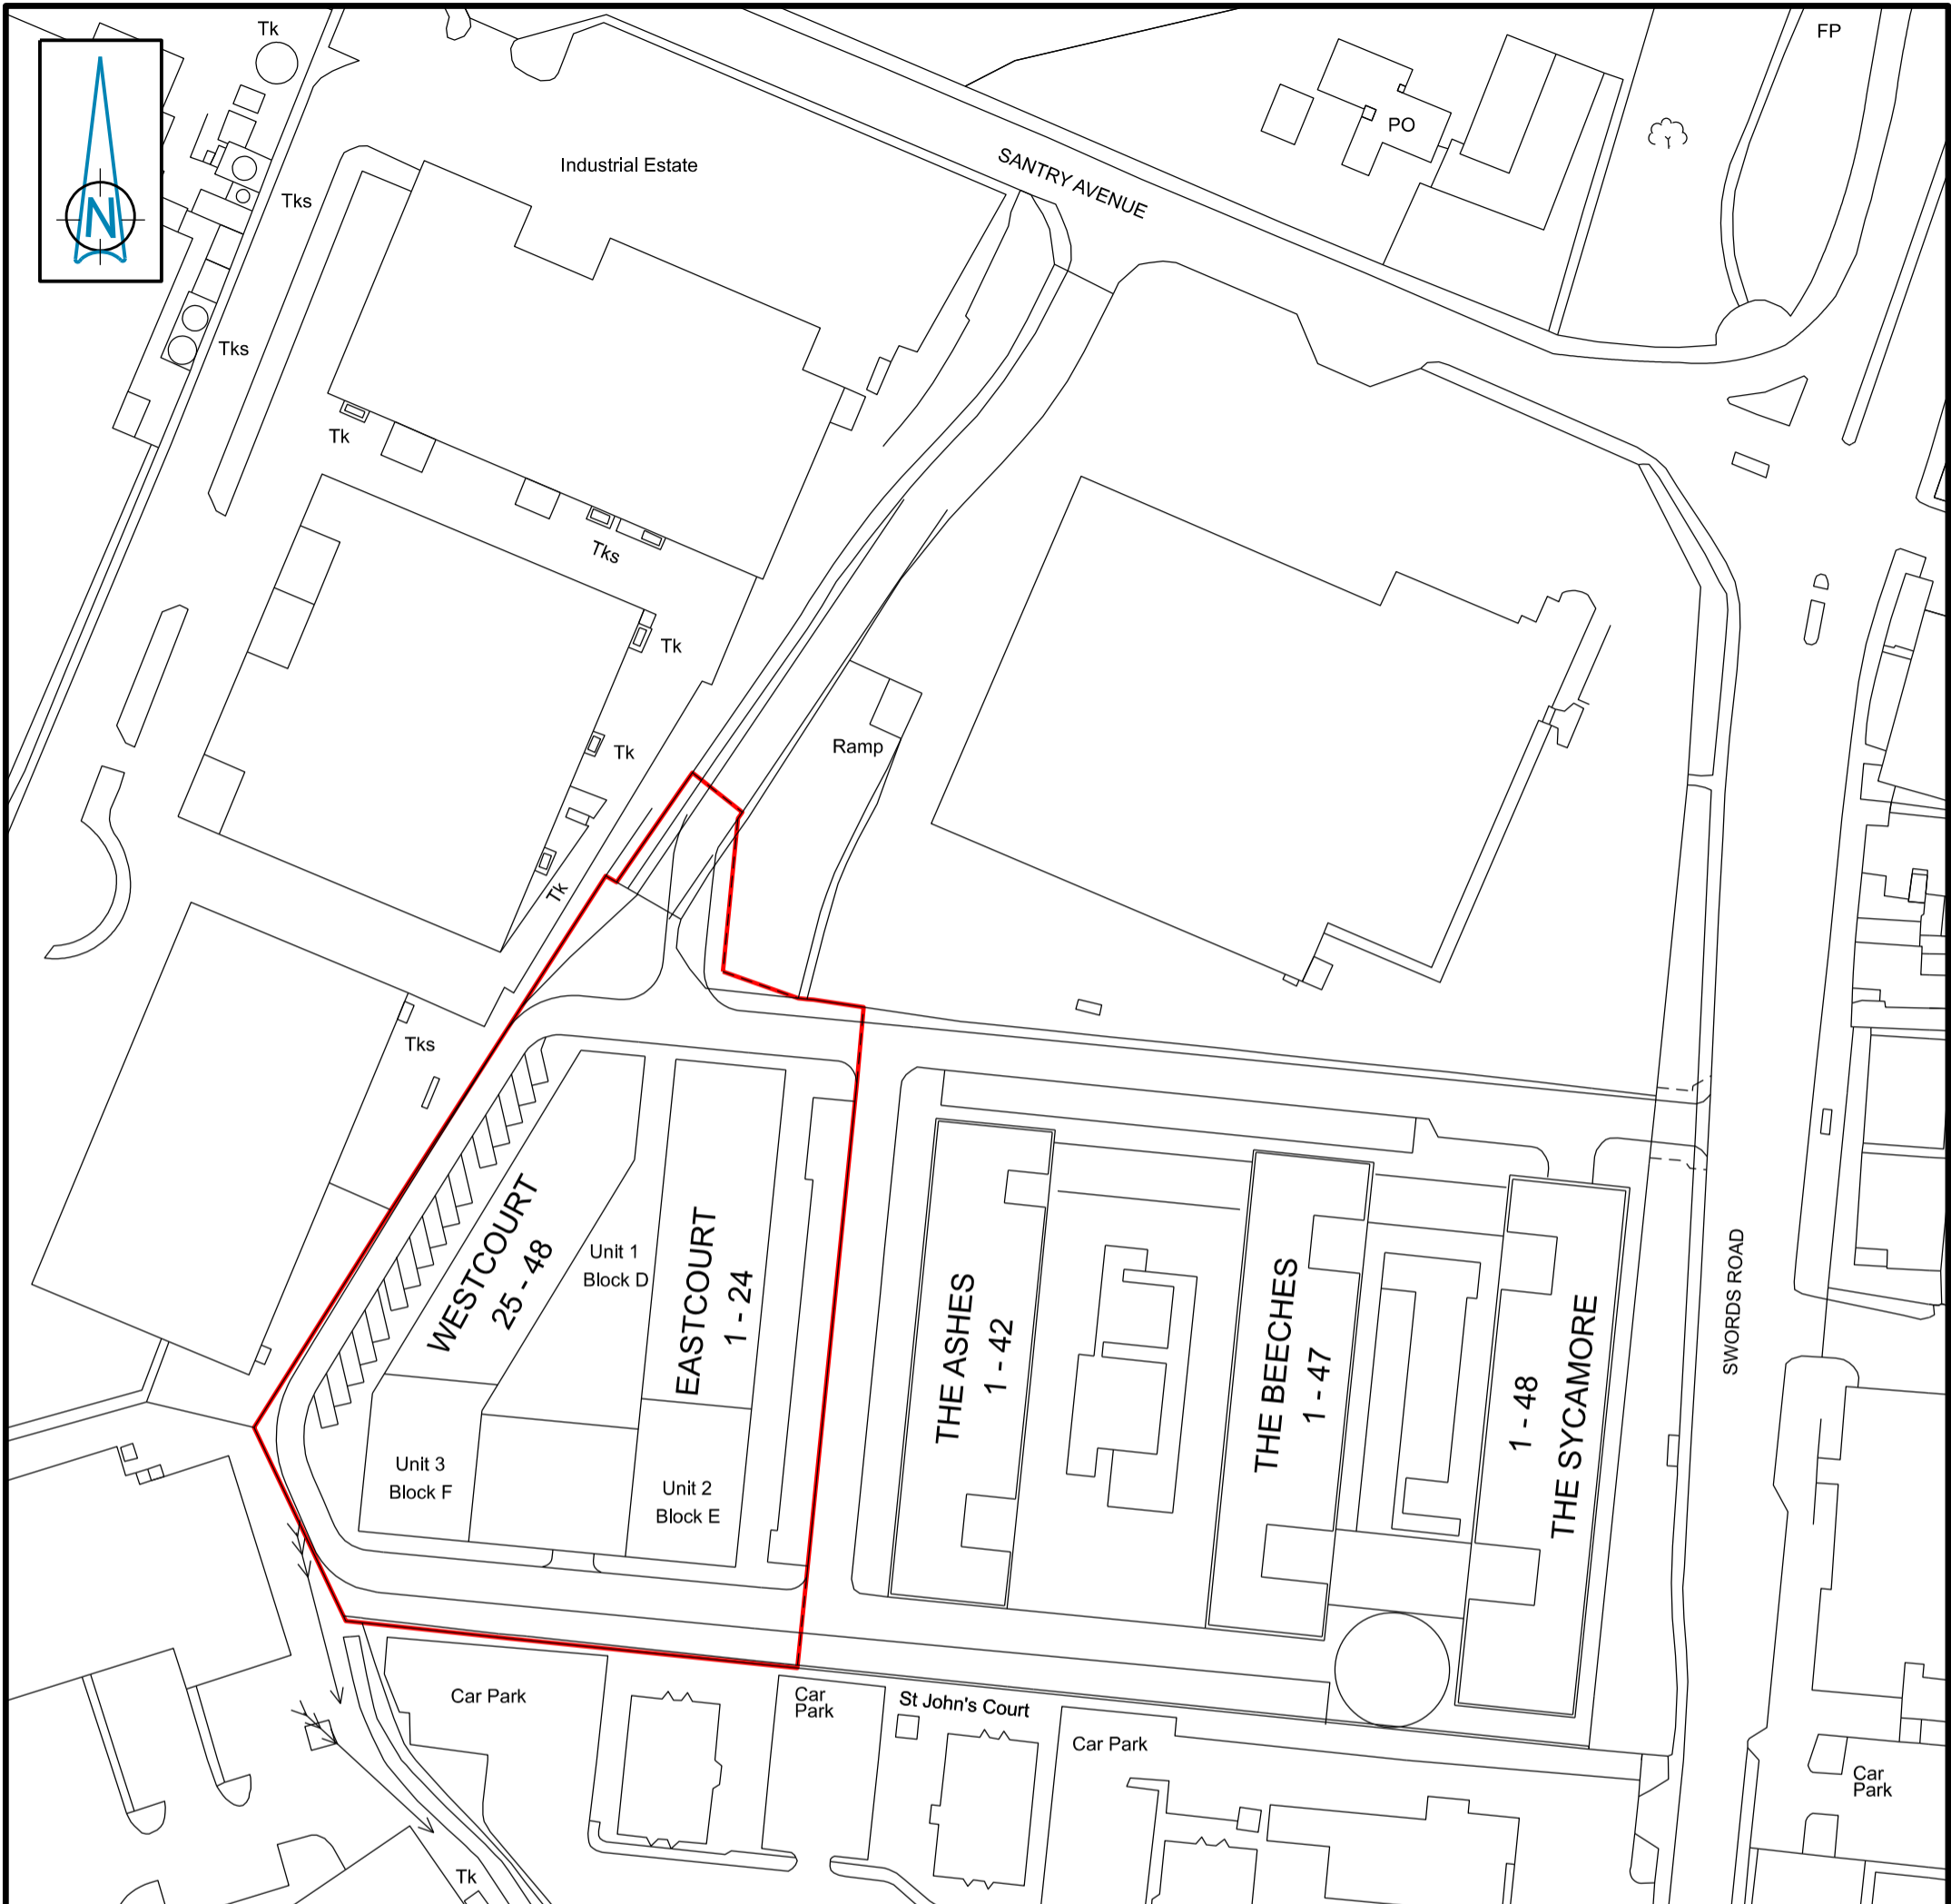 Tk
FP
N
PO
Industrial Estate
SANTRY AVENUE
Tks
Tks
Tk
Tks
Tk
Ramp
Tk
Tk
Tks
WESTCOURT
25 - 48
Unit 1
Block D
EASTCOURT
1 - 24
THE ASHES
1 - 42
THE BEECHES
1 - 47
1 - 48
THE SYCAMORE
SWORDS ROAD
Unit 3
Block F
Unit 2
Block E
Car Park
Car
Park
St John's Court
Car Park
Car
Park
Tk